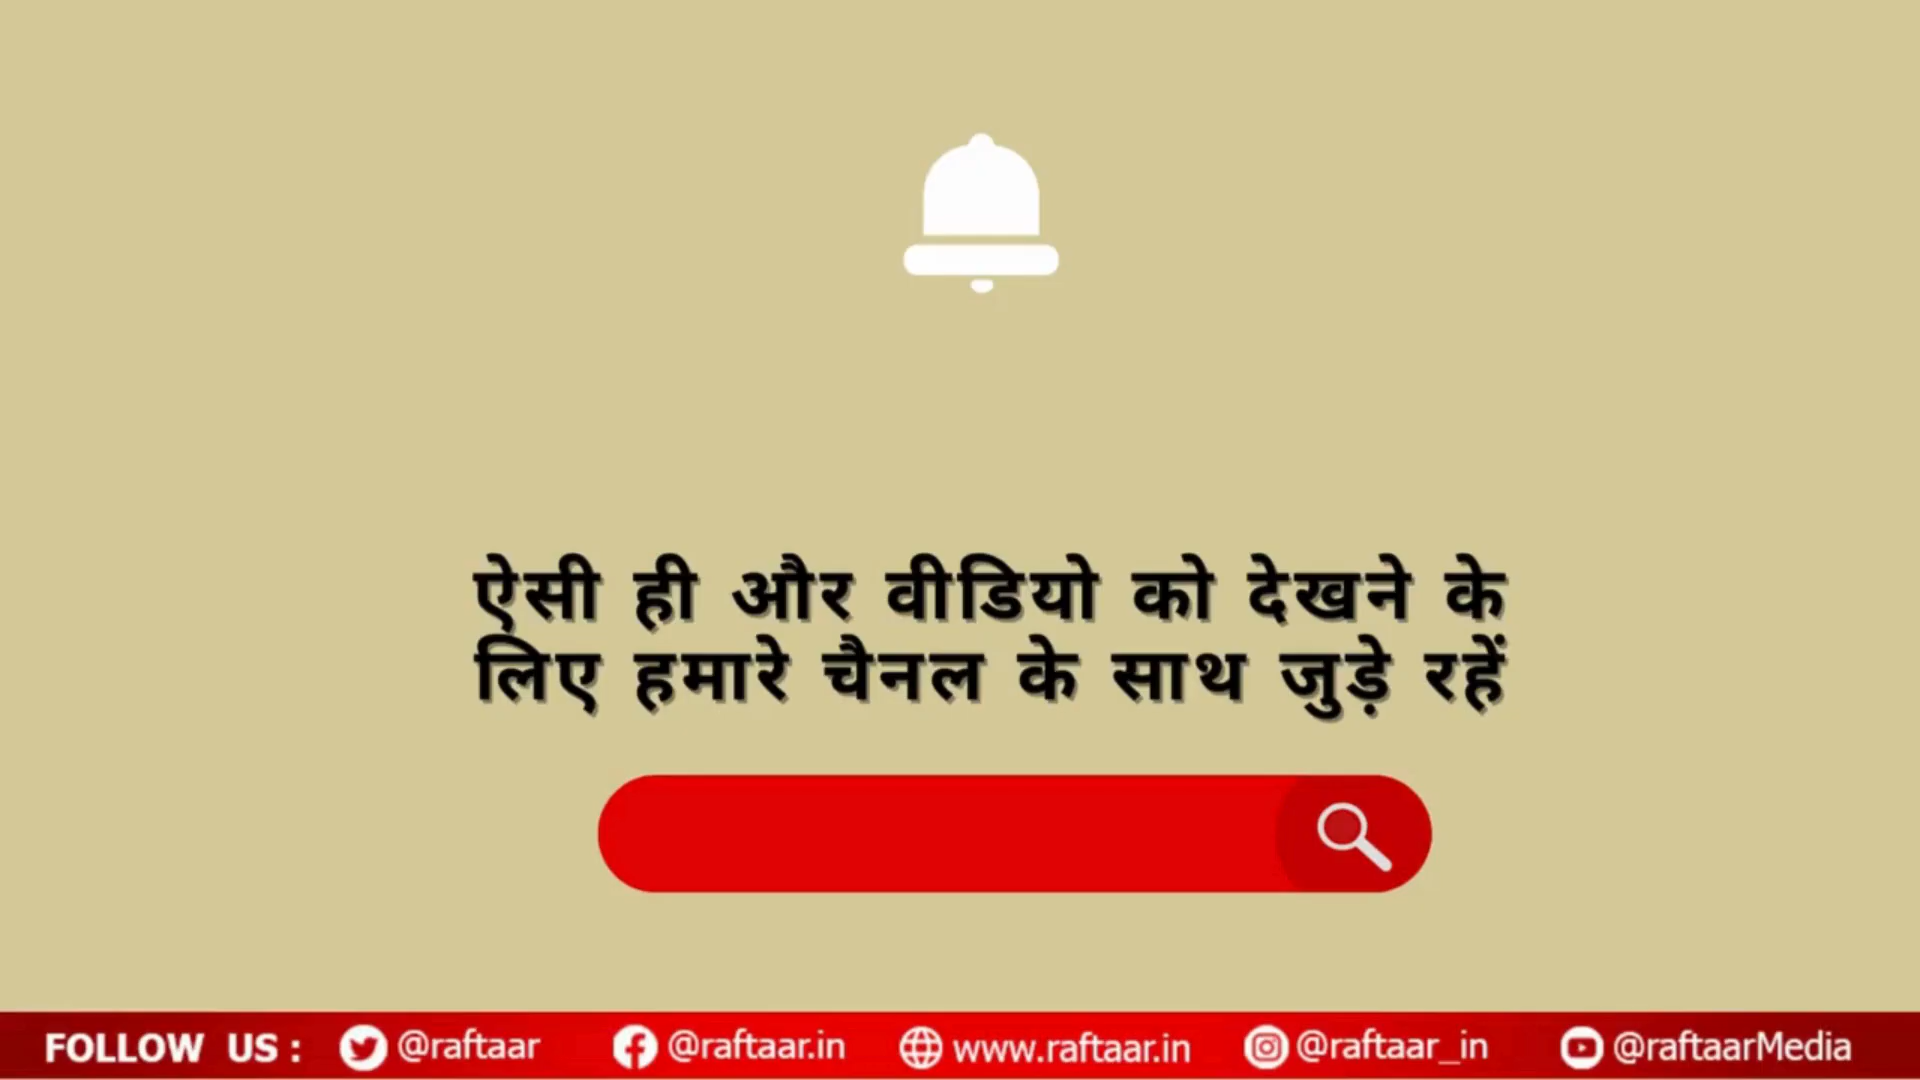 ऐसी ही और वीडियो को देखने के
लिए हमारे चैनल के साथ जुड़े रहें
FOLLOW US : @raftaar @raftaar.in www.raftaar.in @raftaar_in @raftaarMedia